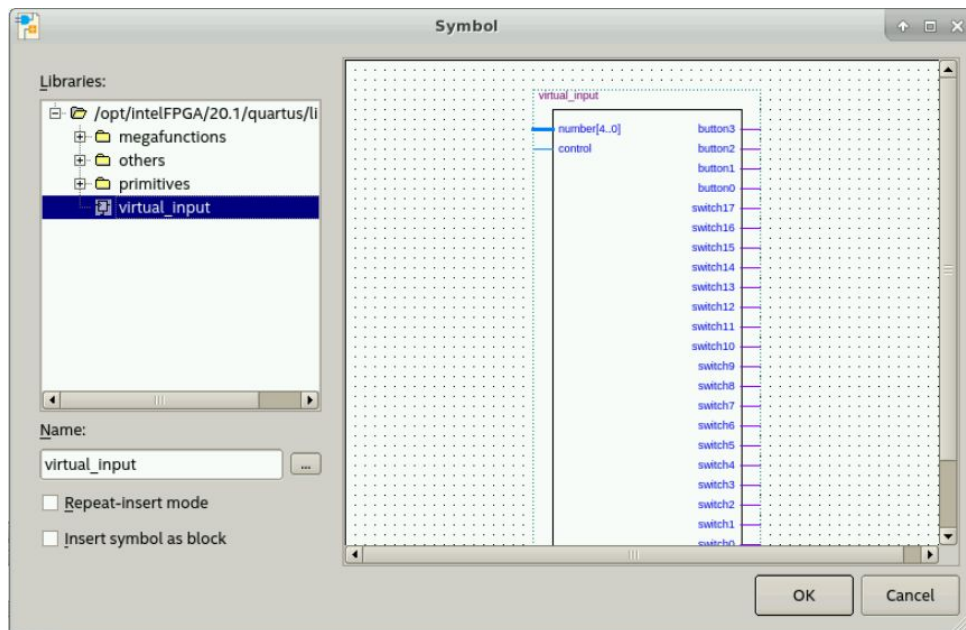 Symbol
Libraries:
/opt/intelFPGA/20.1/quartus/li
megafunctions
others
primitives
virtual_input
Name:
virtual_input
...
Repeat-insert mode
Insert symbol as block
virtual_input
number[4..0]
control
button3
button2
button1
button0
switch17
switch16
switch15
switch14
switch13
switch12
switch11
switch10
switch9
switch8
switch7
switch6
switch5
switch4
switch3
switch2
switch1
switch0
OK
Cancel